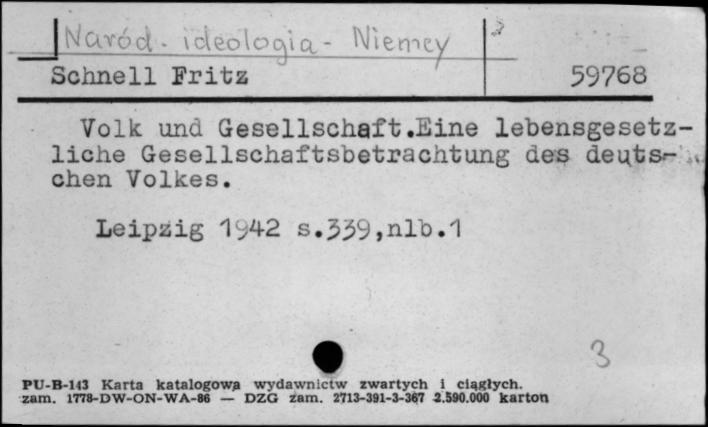 Naród - ideologia - Niemcy
Schnell Fritz 59768
Volk und Gesellschaft.Eine lebensgesetz-
liche Gesellschaftsbetrachtung des deuts-
chen Volkes.
Leipzig 1942 s.339,nlb.1
3
PU-B-143 Karta katalogowa wydawnictw zwartych i ciągłych.
zam. 1778-DW-ON-WA-86 — DZG zam. 2713-391-3-367 2.590.000 karton